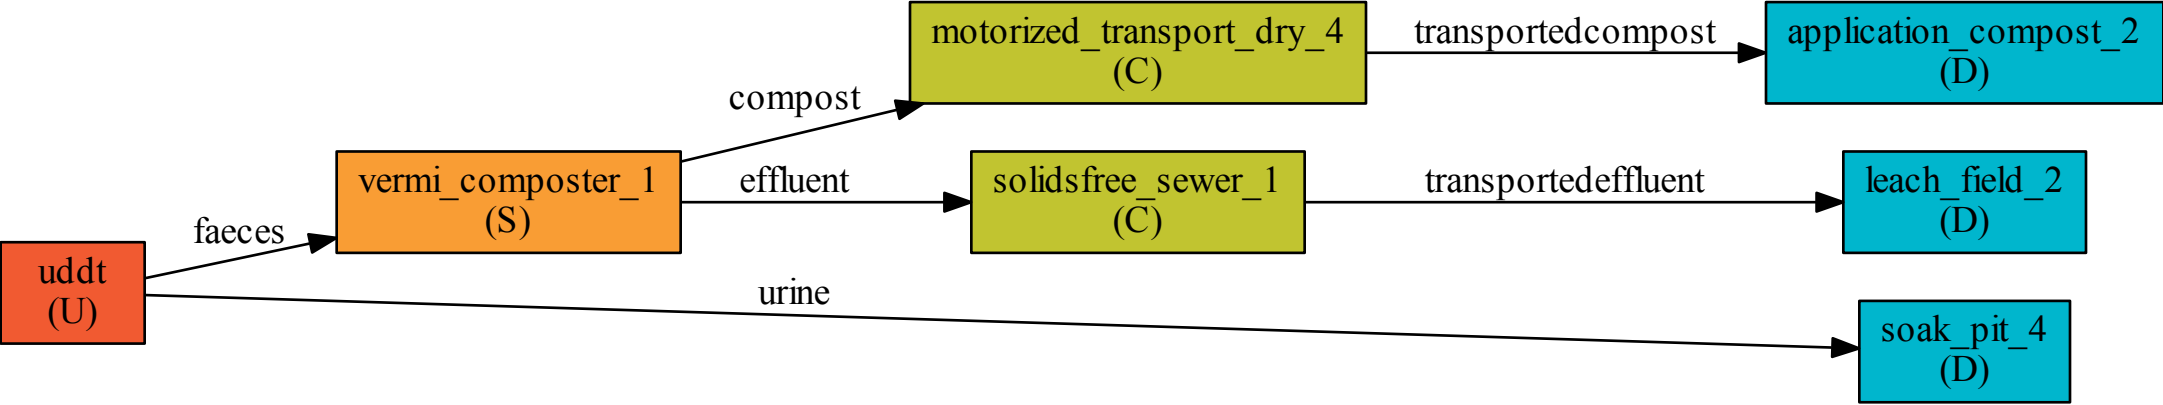 motorized_transport_dry_4
(C)
transportedcompost
application_compost_2
(D)
compost
vermi_composter_1
(S)
effluent
solidsfree_sewer_1
(C)
transportedeffluent
leach_field_2
(D)
faeces
uddt
(U)
urine
soak_pit_4
(D)